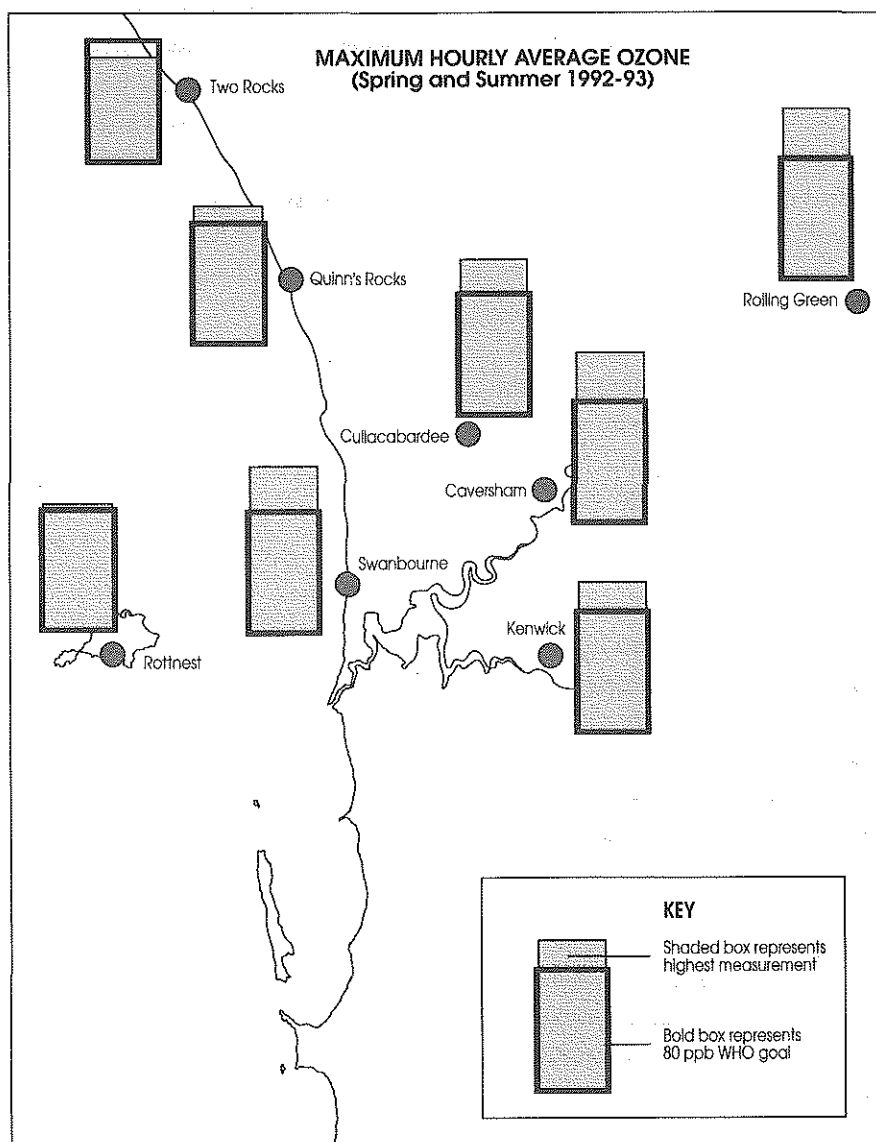 MAXIMUM HOURLY AVERAGE OZONE
(Spring and Summer 1992-93)
Two Rocks
Quinn's Rocks
Rolling Green
Cullacabardee
Caversham
Swanbourne
Kenwick
Rottnest
KEY
Shaded box represents
highest measurement
Bold box represents
80 ppb WHO goal